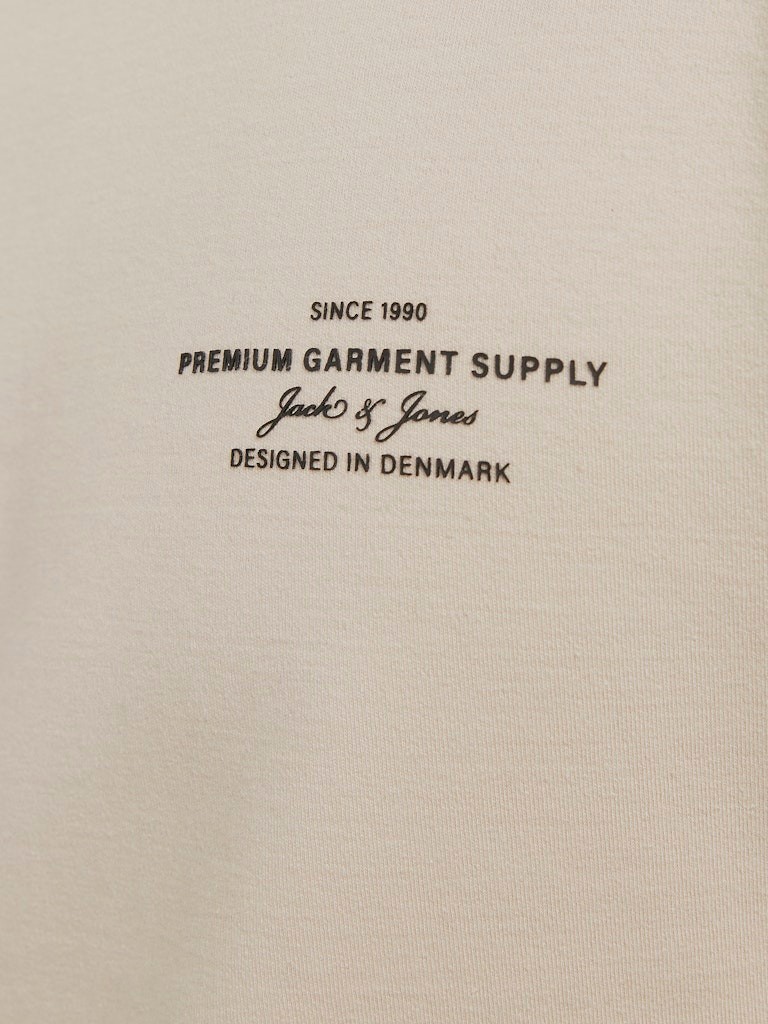 SINCE 1990
PREMIUM GARMENT SUPPLY
Jack & Jones
DESIGNED IN DENMARK